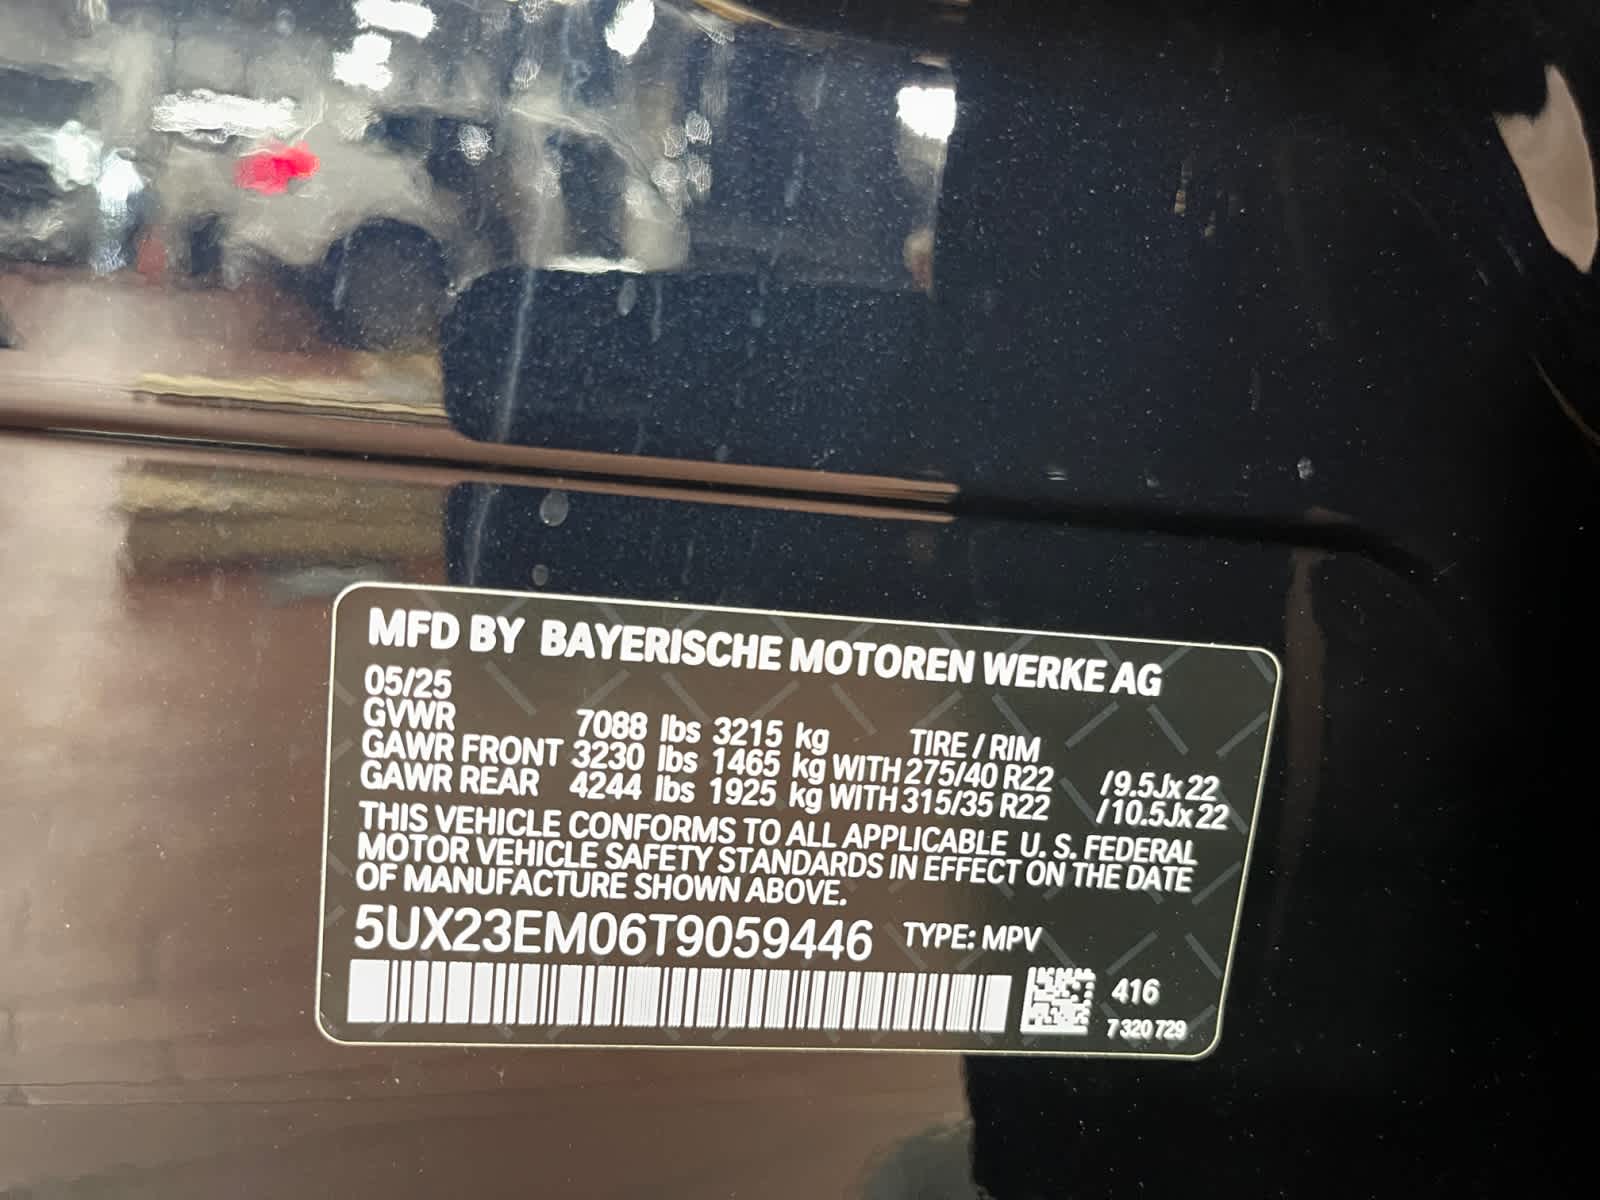 MFD BY BAYERISCHE MOTOREN WERKE AG
05/25
GVWR 7088 lbs 3215 kg TIRE / RIM
GAWR FRONT 3230 lbs 1465 kg WITH 275/40 R22 /9.5Jx22
GAWR REAR 4244 lbs 1925 kg WITH 315/35 R22 /10.5Jx22
THIS VEHICLE CONFORMS TO ALL APPLICABLE U. S. FEDERAL
MOTOR VEHICLE SAFETY STANDARDS IN EFFECT ON THE DATE
OF MANUFACTURE SHOWN ABOVE.
5UX23EM06T9059446 TYPE: MPV
416
7 320 729